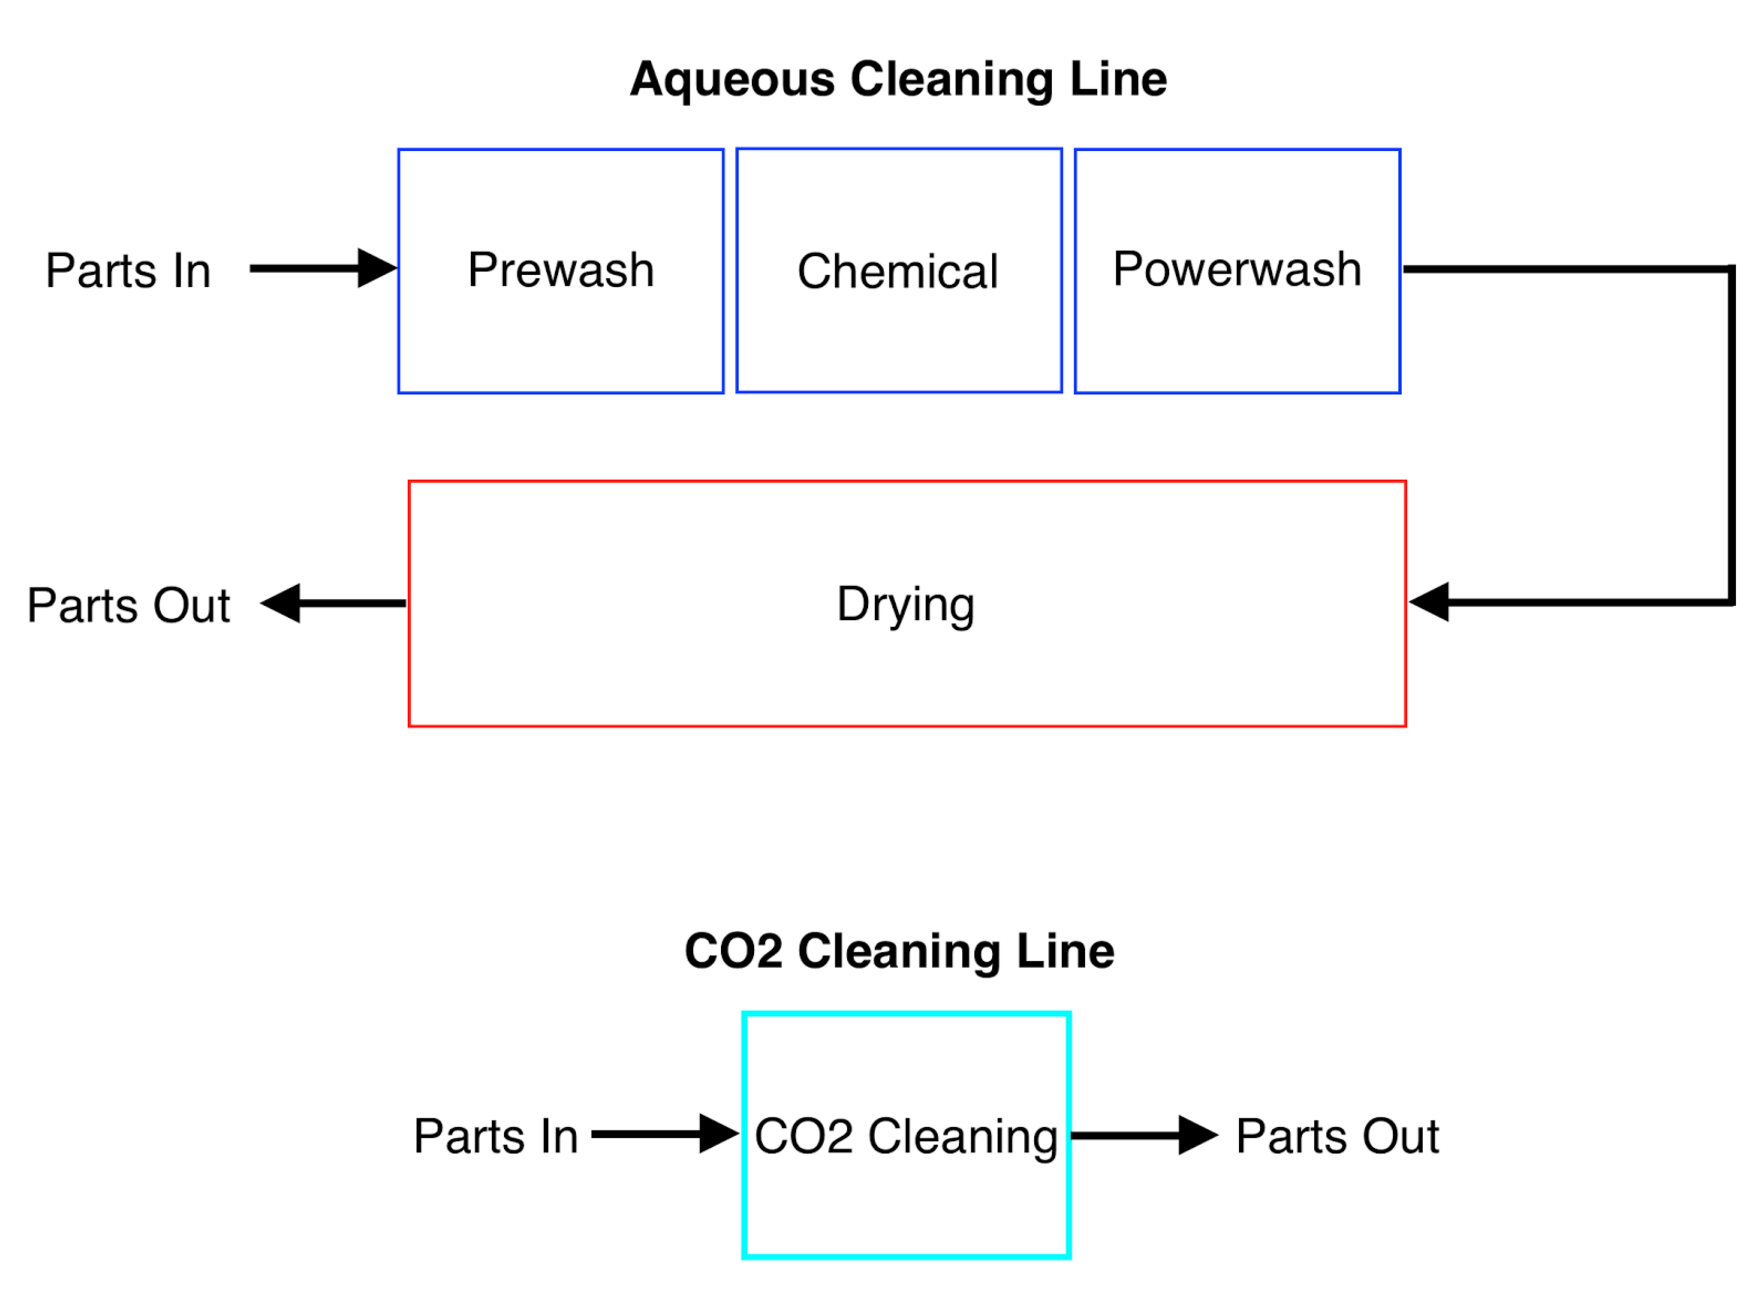 Aqueous Cleaning Line
Parts In
Prewash
Chemical
Powerwash
Drying
Parts Out
CO2 Cleaning Line
Parts In
CO2 Cleaning
Parts Out